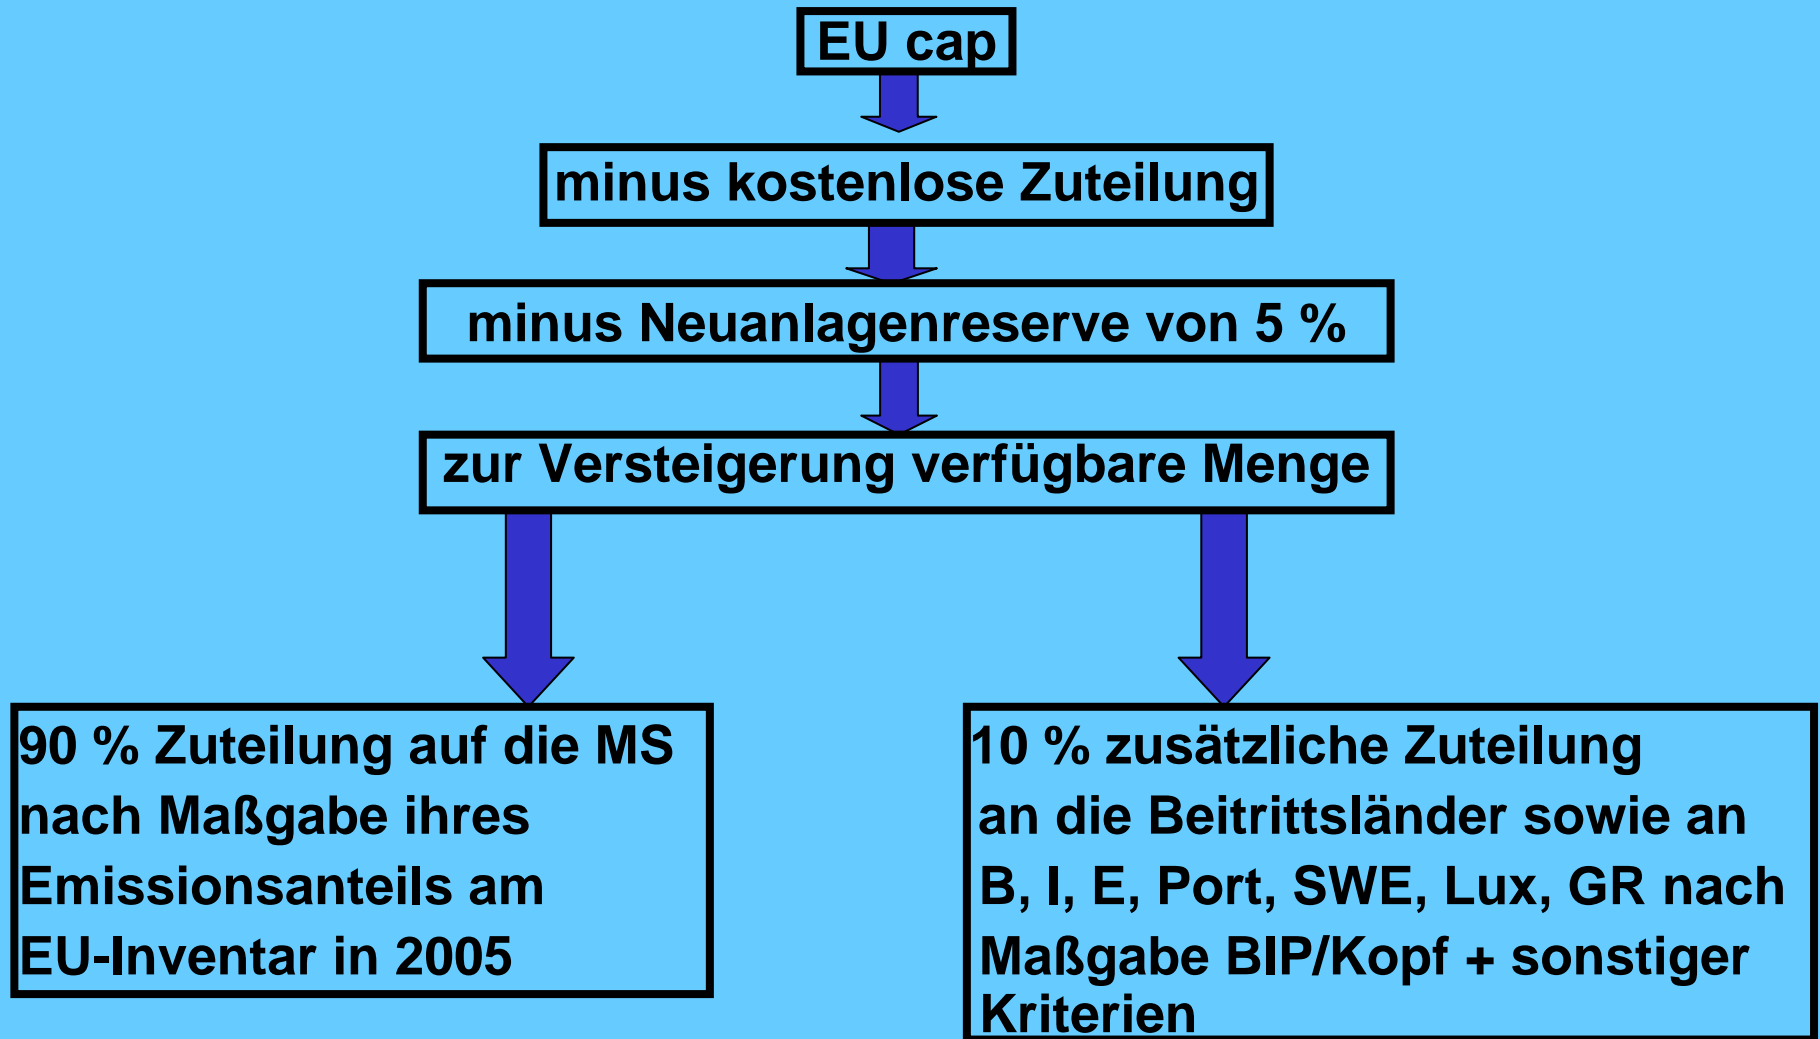 EU cap
minus kostenlose Zuteilung
minus Neuanlagenreserve von 5 %
zur Versteigerung verfügbare Menge
90 % Zuteilung auf die MS
nach Maßgabe ihres
Emissionsanteils am
EU-Inventar in 2005
10 % zusätzliche Zuteilung
an die Beitrittsländer sowie an
B, I, E, Port, SWE, Lux, GR nach
Maßgabe BIP/Kopf + sonstiger
Kriterien